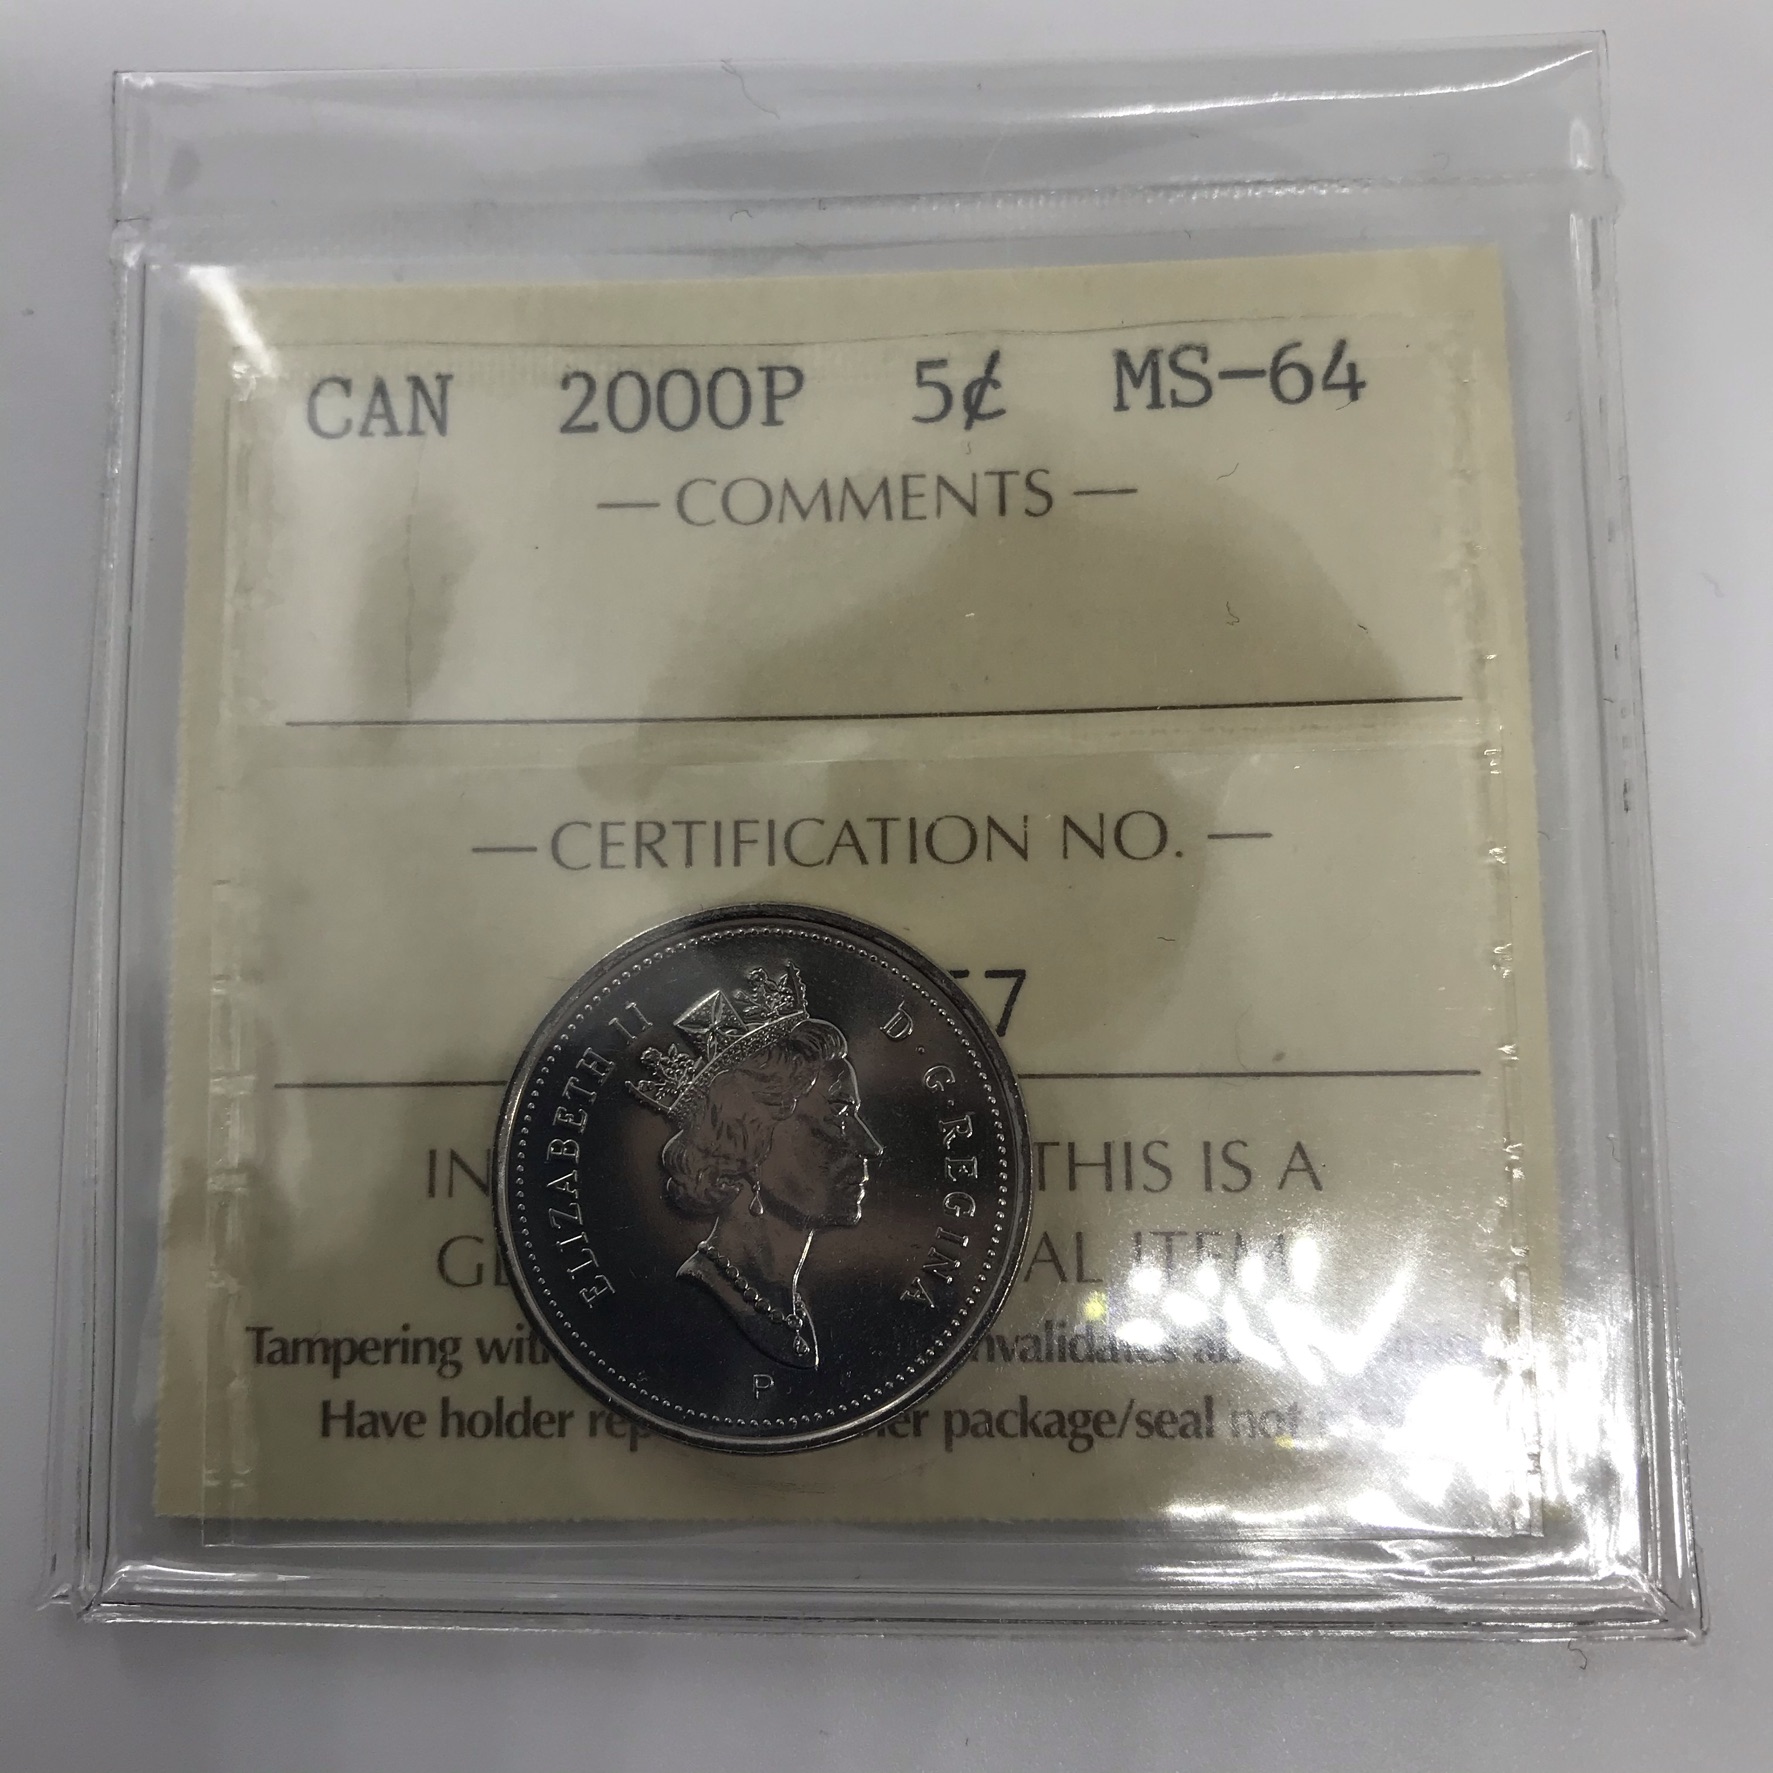 CAN 2000P 5¢ MS-64
— COMMENTS —
— CERTIFICATION NO. —
57
ELIZABETH II D·G·REGINA
P
IN THIS IS A
GE AL ITEM
Tampering with invalidates
Have holder rep er package/seal not